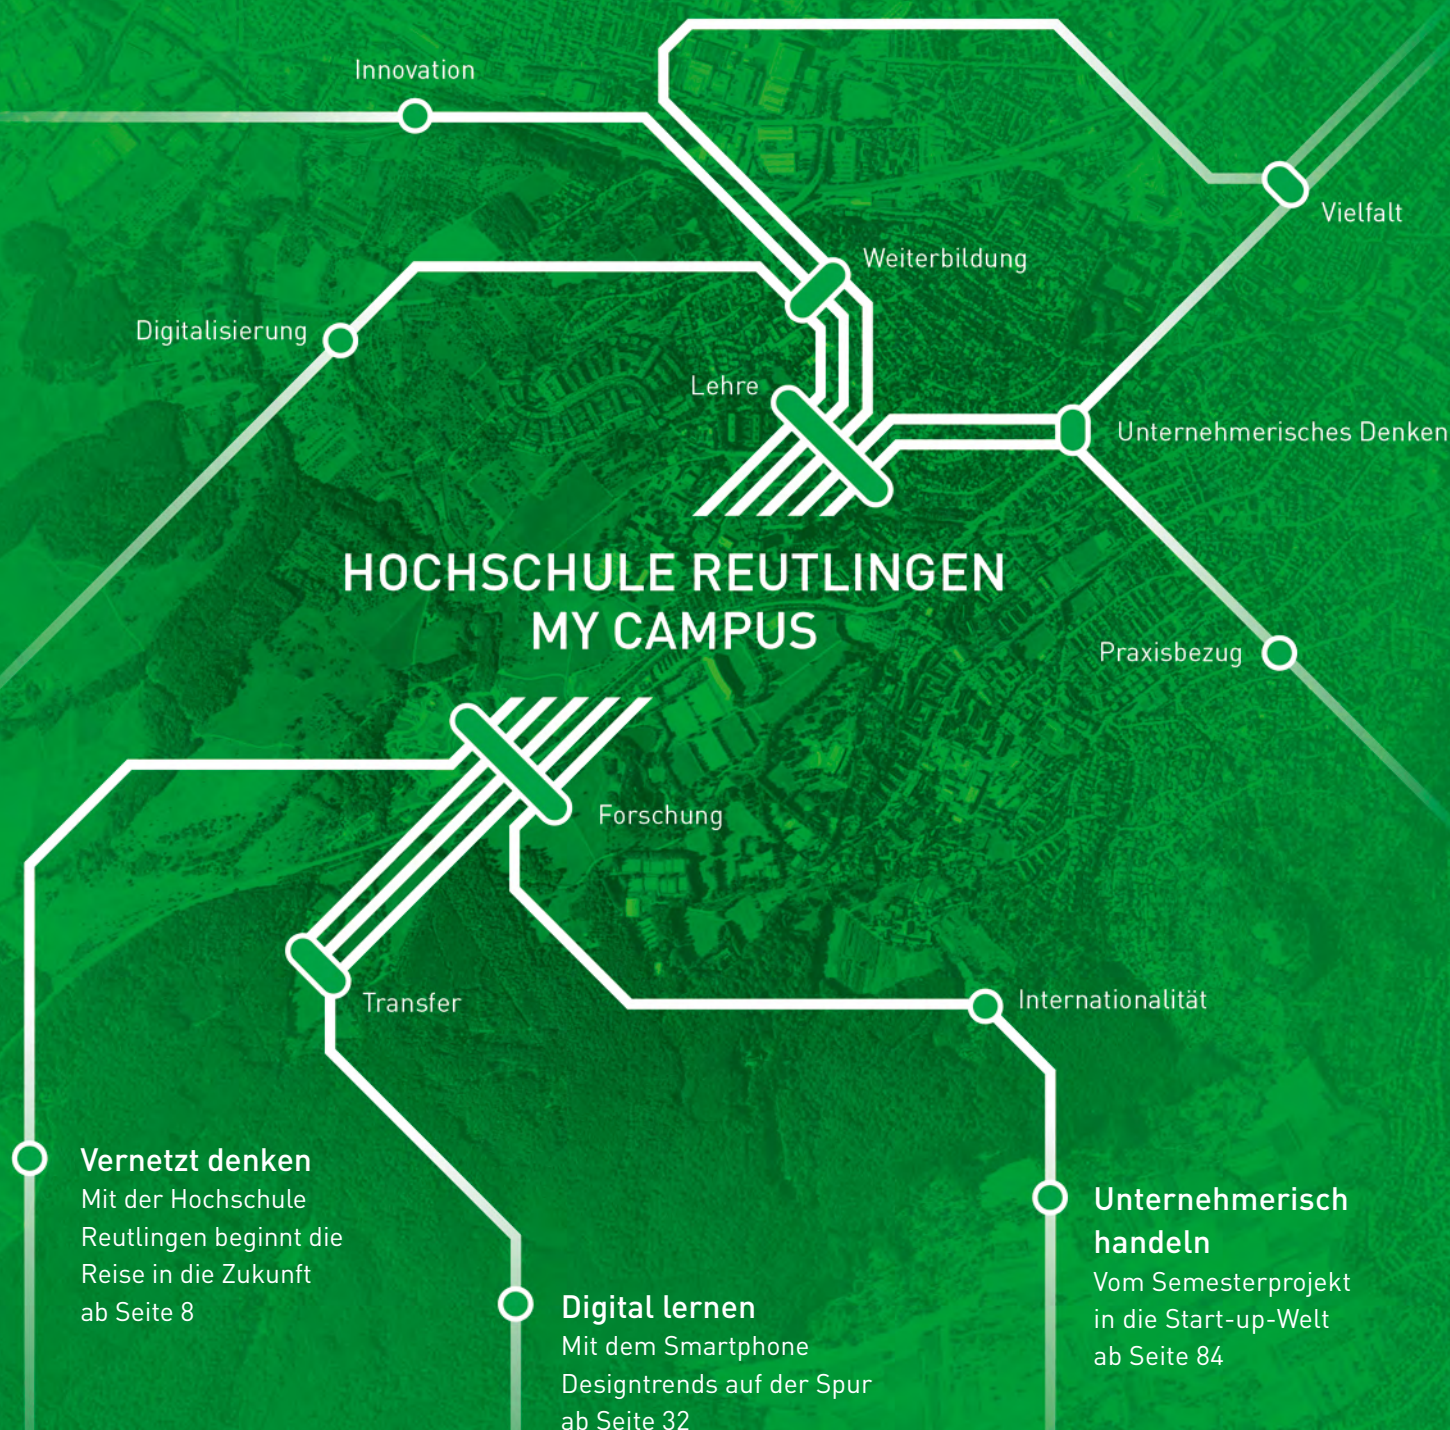 Innovation
Vielfalt
Weiterbildung
Digitalisierung
Lehre
Unternehmerisches Denken
HOCHSCHULE REUTLINGEN
MY CAMPUS
Praxisbezug
Forschung
Transfer
Internationalität
Vernetzt denken
Mit der Hochschule
Reutlingen beginnt die
Reise in die Zukunft
ab Seite 8
Digital lernen
Mit dem Smartphone
Designtrends auf der Spur
ab Seite 32
Unternehmerisch
handeln
Vom Semesterprojekt
in die Start-up-Welt
ab Seite 84